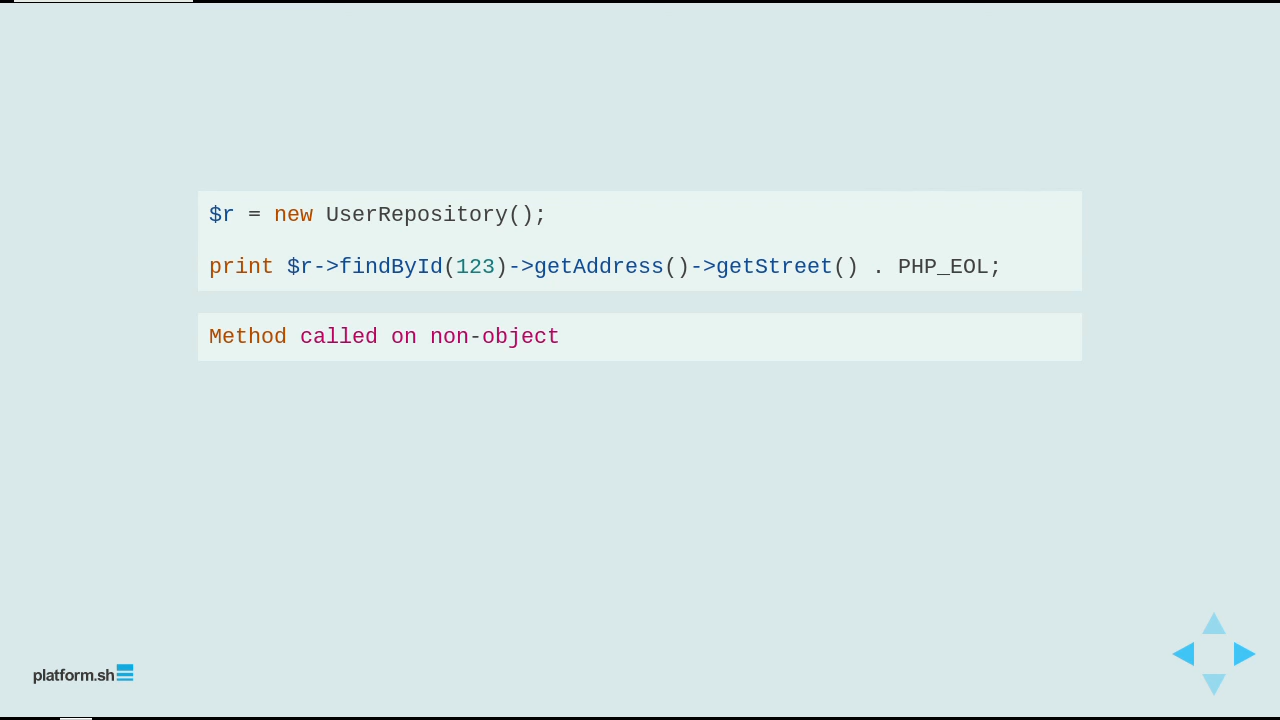 $r = new UserRepository();
print $r->findById(123)->getAddress()->getStreet() . PHP_EOL;
Method called on non-object
platform.sh